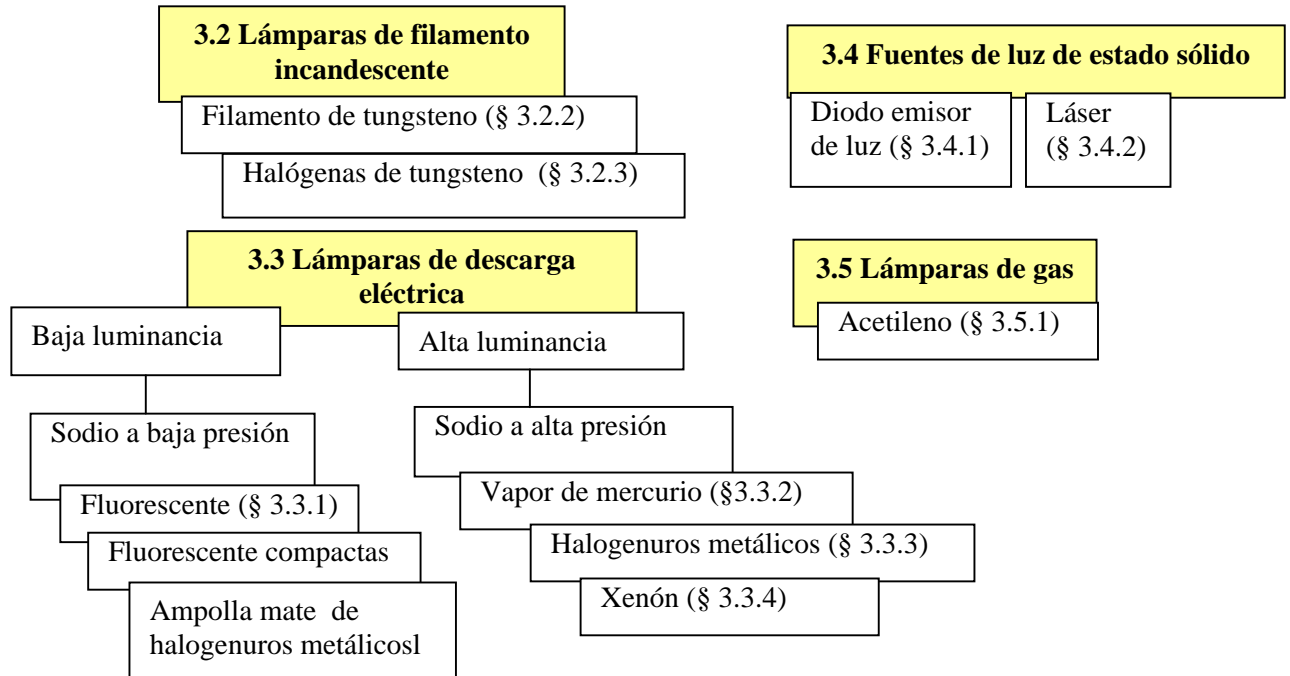 3.2 Lámparas de filamento
incandescente
Filamento de tungsteno (§ 3.2.2)
Halógenas de tungsteno (§ 3.2.3)
3.4 Fuentes de luz de estado sólido
Diodo emisor
de luz (§ 3.4.1)
Láser
(§ 3.4.2)
3.3 Lámparas de descarga
eléctrica
Baja luminancia
Sodio a baja presión
Fluorescente (§ 3.3.1)
Fluorescente compactas
Ampolla mate de
halogenuros metálicosl
Alta luminancia
Sodio a alta presión
Vapor de mercurio (§3.3.2)
Halogenuros metálicos (§ 3.3.3)
Xenón (§ 3.3.4)
3.5 Lámparas de gas
Acetileno (§ 3.5.1)